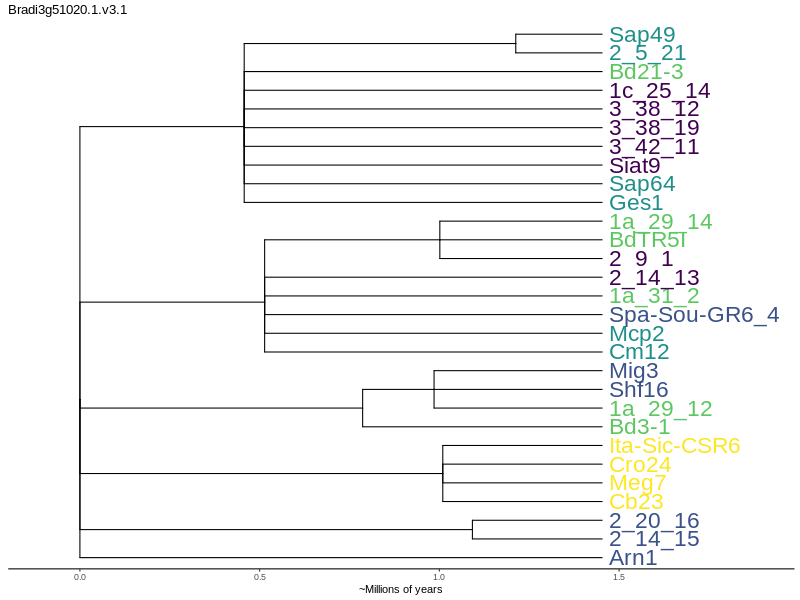 Bradi3g51020.1.v3.1
Sap49
2_5_21
Bd21-3
1c_25_14
3_38_12
3_38_19
3_42_11
Siat9
Sap64
Ges1
1a_29_14
BdTR5i
2_9_1
2_14_13
1a_31_2
Spa-Sou-GR6_4
Mcp2
Cm12
Mig3
Shf16
1a_29_12
Bd3-1
Ita-Sic-CSR6
Cro24
Meg7
Cb23
2_20_16
2_14_15
Arn1
0.0 0.5 1.0 1.5
~Millions of years